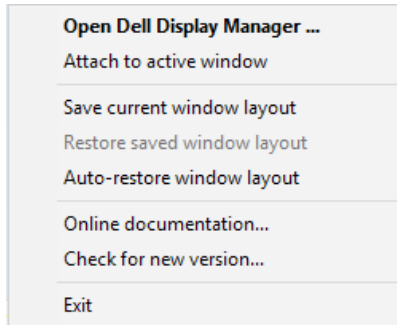 Open Dell Display Manager ...
Attach to active window
Save current window layout
Restore saved window layout
Auto-restore window layout
Online documentation...
Check for new version...
Exit